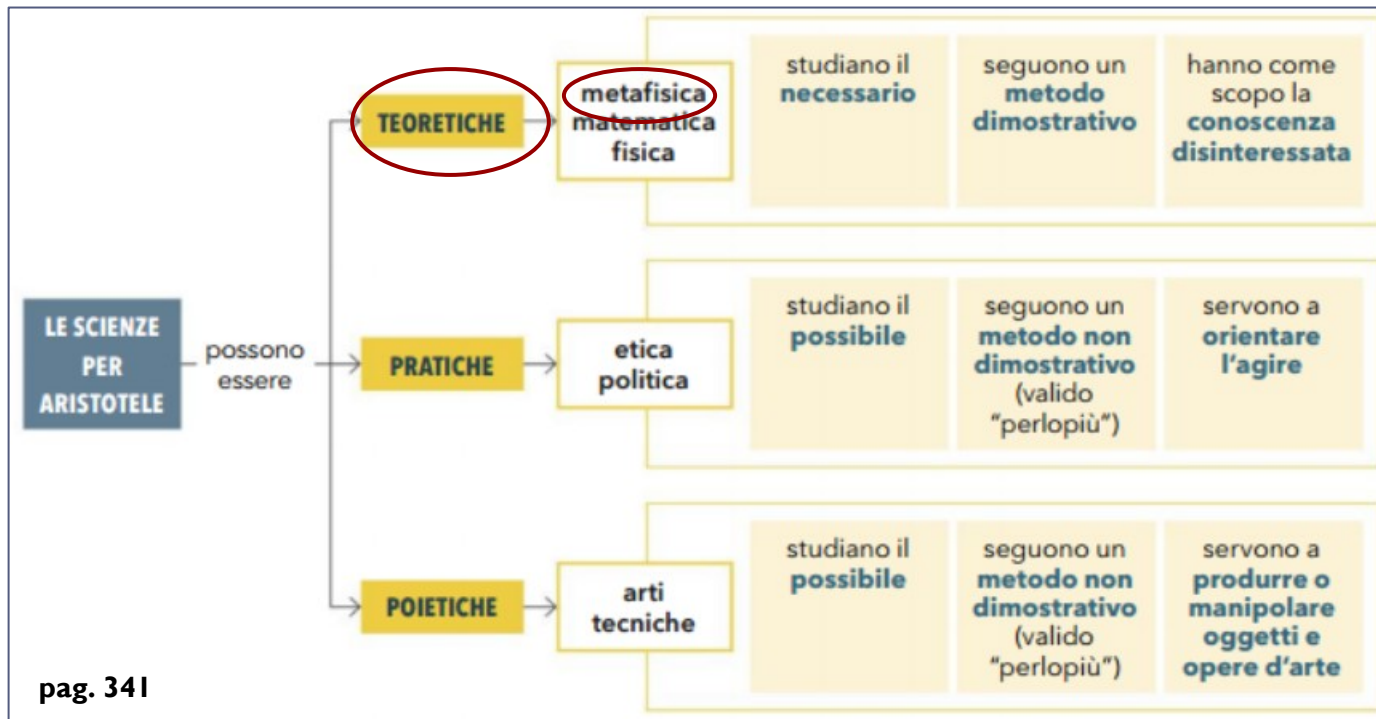 LE SCIENZE
PER
ARISTOTELE
possono
essere
TEORETICHE
metafisica
matematica
fisica
studiano il
necessario
seguono un
metodo
dimostrativo
hanno come
scopo la
conoscenza
disinteressata
PRATICHE
etica
politica
studiano il
possibile
seguono un
metodo non
dimostrativo
(valido
"perlopiù")
servono a
orientare
l'agire
POIETICHE
arti
tecniche
studiano il
possibile
seguono un
metodo non
dimostrativo
(valido
"perlopiù")
servono a
produrre o
manipolare
oggetti e
opere d'arte
pag. 341